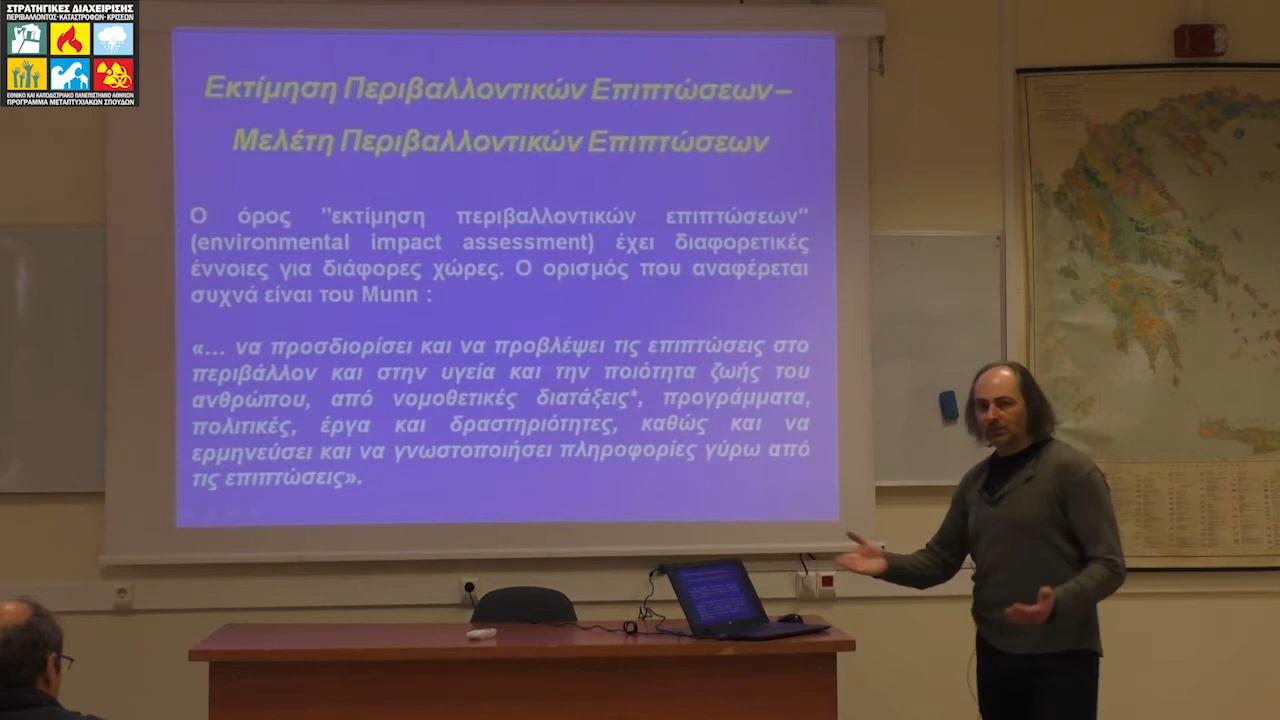 ΣΤΡΑΤΗΓΙΚΕΣ ΔΙΑΧΕΙΡΙΣΗΣ
ΠΕΡΙΒΑΛΛΟΝΤΟΣ·ΚΑΤΑΣΤΡΟΦΩΝ·ΚΡΙΣΕΩΝ
ΕΘΝΙΚΟ ΚΑΙ ΚΑΠΟΔΙΣΤΡΙΑΚΟ ΠΑΝΕΠΙΣΤΗΜΙΟ ΑΘΗΝΩΝ
ΠΡΟΓΡΑΜΜΑ ΜΕΤΑΠΤΥΧΙΑΚΩΝ ΣΠΟΥΔΩΝ
Εκτίμηση Περιβαλλοντικών Επιπτώσεων –
Μελέτη Περιβαλλοντικών Επιπτώσεων
Ο όρος "εκτίμηση περιβαλλοντικών επιπτώσεων"
(environmental impact assessment) έχει διαφορετικές
έννοιες για διάφορες χώρες. Ο ορισμός που αναφέρεται
συχνά είναι του Munn :
«... να προσδιορίσει και να προβλέψει τις επιπτώσεις στο
περιβάλλον και στην υγεία και την ποιότητα ζωής του
ανθρώπου, από νομοθετικές διατάξεις*, προγράμματα,
πολιτικές, έργα και δραστηριότητες, καθώς και να
ερμηνεύσει και να γνωστοποιήσει πληροφορίες γύρω από
τις επιπτώσεις».